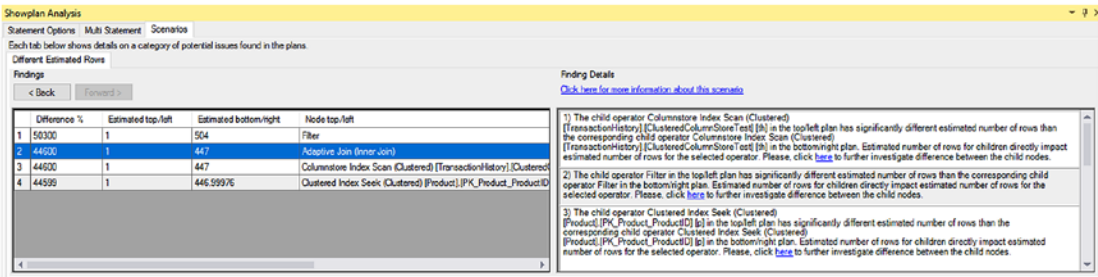 Showplan Analysis
Statement Options Multi Statement Scenarios
Each tab below shows details on a category of potential issues found in the plans.
Different Estimated Rows
Findings
< Back Forward >
Difference % Estimated top/left Estimated bottom/right Node top/left
1 50300 1 504 Filter
2 44600 1 447 Adaptive Join (Inner Join)
3 44600 1 447 Columnstore Index Scan (Clustered) [TransactionHistory].[ClusteredC
4 44599 1 446.99976 Clustered Index Seek (Clustered) [Product].[PK_Product_ProductID
Finding Details
Click here for more information about this scenario
1) The child operator Columnstore Index Scan (Clustered)
[TransactionHistory].[ClusteredColumnStoreTest] [th] in the top/left plan has significantly different estimated number of rows than
the corresponding child operator Columnstore Index Scan (Clustered)
[TransactionHistory].[ClusteredColumnStoreTest] [th] in the bottom/right plan. Estimated number of rows for children directly impact
estimated number of rows for the selected operator. Please, click here to further investigate difference between the child nodes.
2) The child operator Filter in the top/left plan has significantly different estimated number of rows than the corresponding child
operator Filter in the bottom/right plan. Estimated number of rows for children directly impact estimated number of rows for the
selected operator. Please, click here to further investigate difference between the child nodes.
3) The child operator Clustered Index Seek (Clustered)
[Product].[PK_Product_ProductID] [p] in the top/left plan has significantly different estimated number of rows than the
corresponding child operator Clustered Index Seek (Clustered)
[Product].[PK_Product_ProductID] [p] in the bottom/right plan. Estimated number of rows for children directly impact estimated
number of rows for the selected operator. Please, click here to further investigate difference between the child nodes.